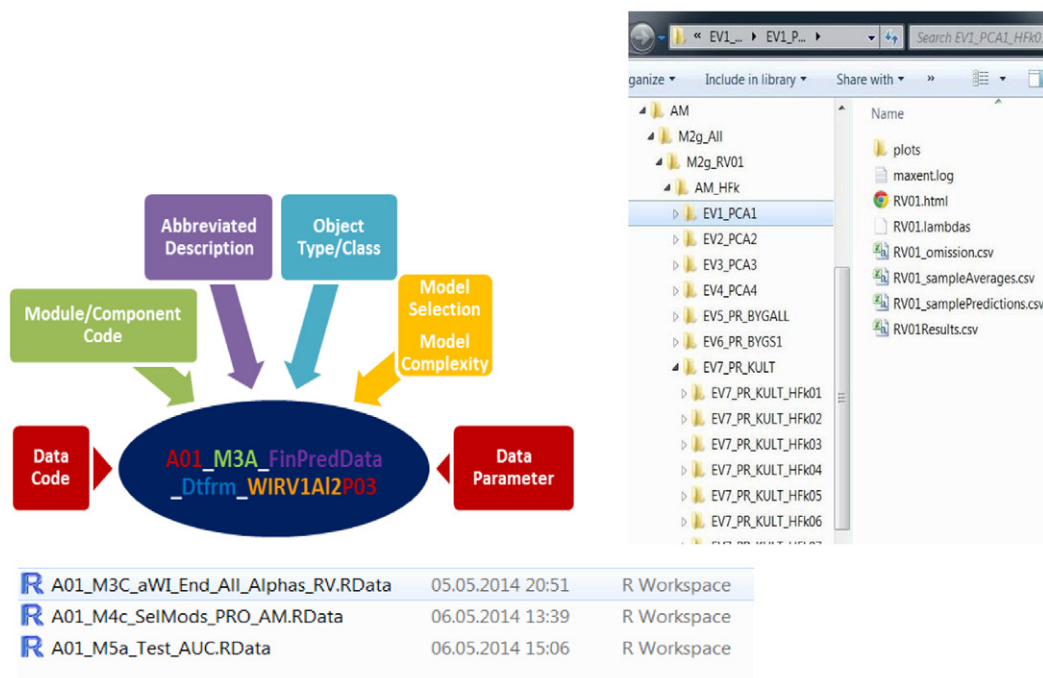 Abbreviated
Description
Object
Type/Class
Model
Selection
Model
Complexity
Module/Component
Code
Data
Code
A01_M3A_FinPredData
_Dtfrm_WIRV1Al2P03
Data
Parameter
« EV1_... EV1_P...
Search EV1_PCA1_HFk0
ganize Include in library Share with »
AM
M2g_All
M2g_RV01
AM_HFk
EV1_PCA1
EV2_PCA2
EV3_PCA3
EV4_PCA4
EV5_PR_BYGALL
EV6_PR_BYGS1
EV7_PR_KULT
EV7_PR_KULT_HFk01
EV7_PR_KULT_HFk02
EV7_PR_KULT_HFk03
EV7_PR_KULT_HFk04
EV7_PR_KULT_HFk05
EV7_PR_KULT_HFk06
Name
plots
maxent.log
RV01.html
RV01.lambdas
RV01_omission.csv
RV01_sampleAverages.csv
RV01_samplePredictions.csv
RV01Results.csv
A01_M3C_aWI_End_All_Alphas_RV.RData 05.05.2014 20:51 R Workspace
A01_M4c_SelMods_PRO_AM.RData 06.05.2014 13:39 R Workspace
A01_M5a_Test_AUC.RData 06.05.2014 15:06 R Workspace